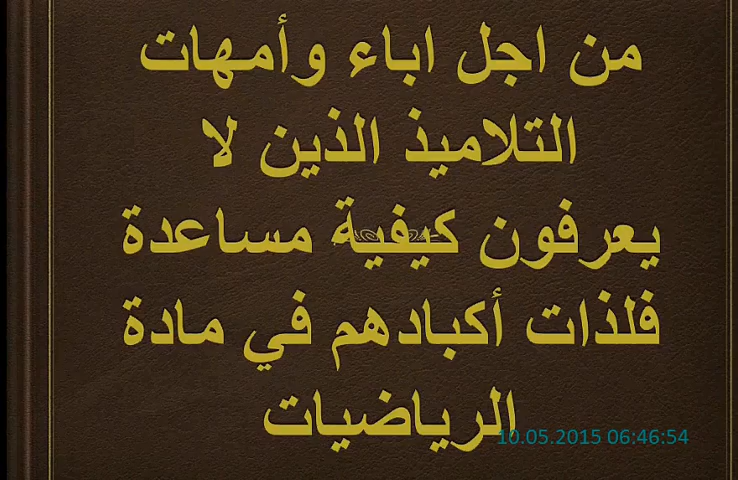 من اجل اباء وأمهات
التلاميذ الذين لا
يعرفون كيفية مساعدة
فلذات أكبادهم في مادة
الرياضيات
10.05.2015 06:46:54